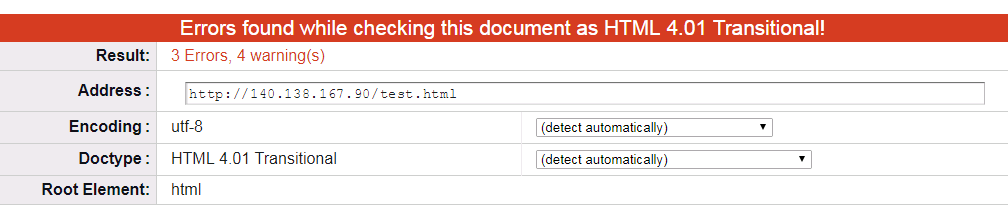 Errors found while checking this document as HTML 4.01 Transitional!
Result: 3 Errors, 4 warning(s)
Address : http://140.138.167.90/test.html
Encoding : utf-8 (detect automatically)
Doctype : HTML 4.01 Transitional (detect automatically)
Root Element: html